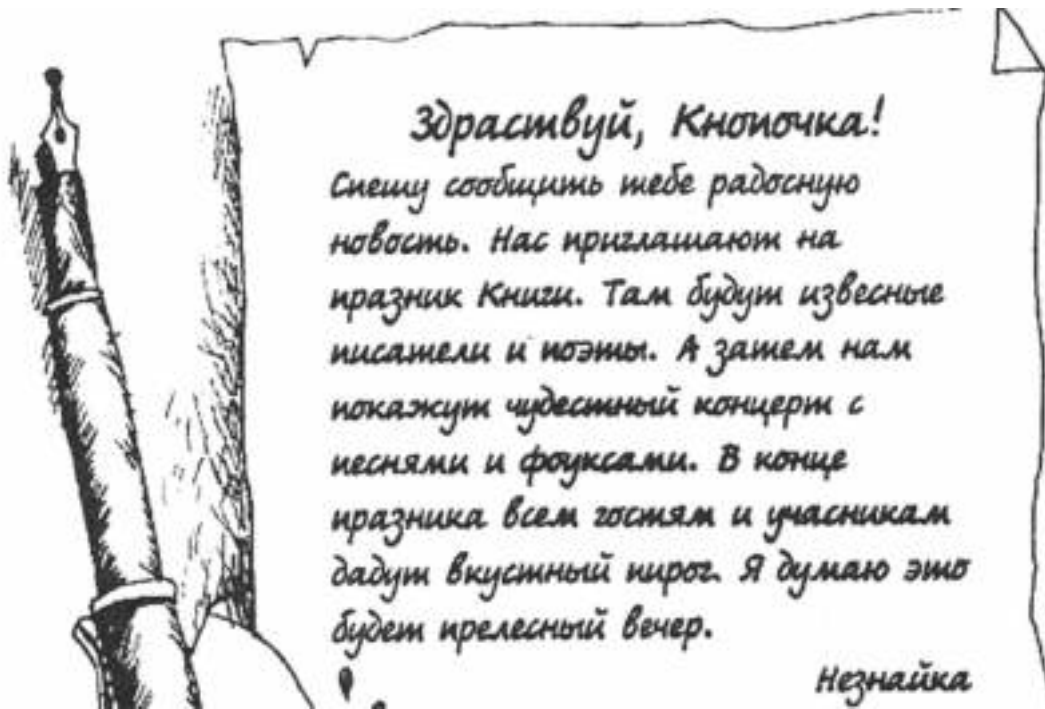 Здраствуй, Кнопочка!
Спешу сообщить тебе радосную
новость. Нас приглашают на
празник Книги. Там будут извесные
писатели и поэты. А затем нам
покажут чудестный концерт с
песнями и фоуксами. В конце
празника всем гостям и учасникам
дадут вкустный пирог. Я думаю это
будет прелесный вечер.
Незнайка